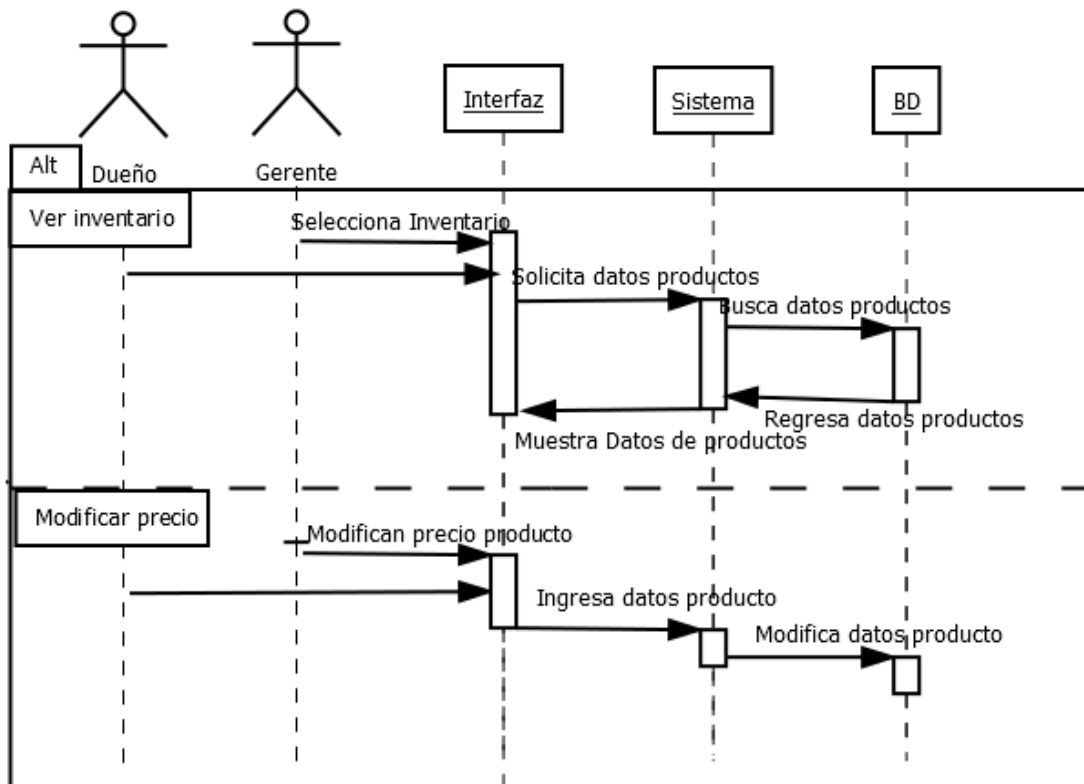 Interfaz
Sistema
BD
Alt
Dueño
Gerente
Ver inventario
Selecciona Inventario
Solicita datos productos
Busca datos productos
Regresa datos productos
Muestra Datos de productos
Modificar precio
Modifican precio producto
Ingresa datos producto
Modifica datos producto